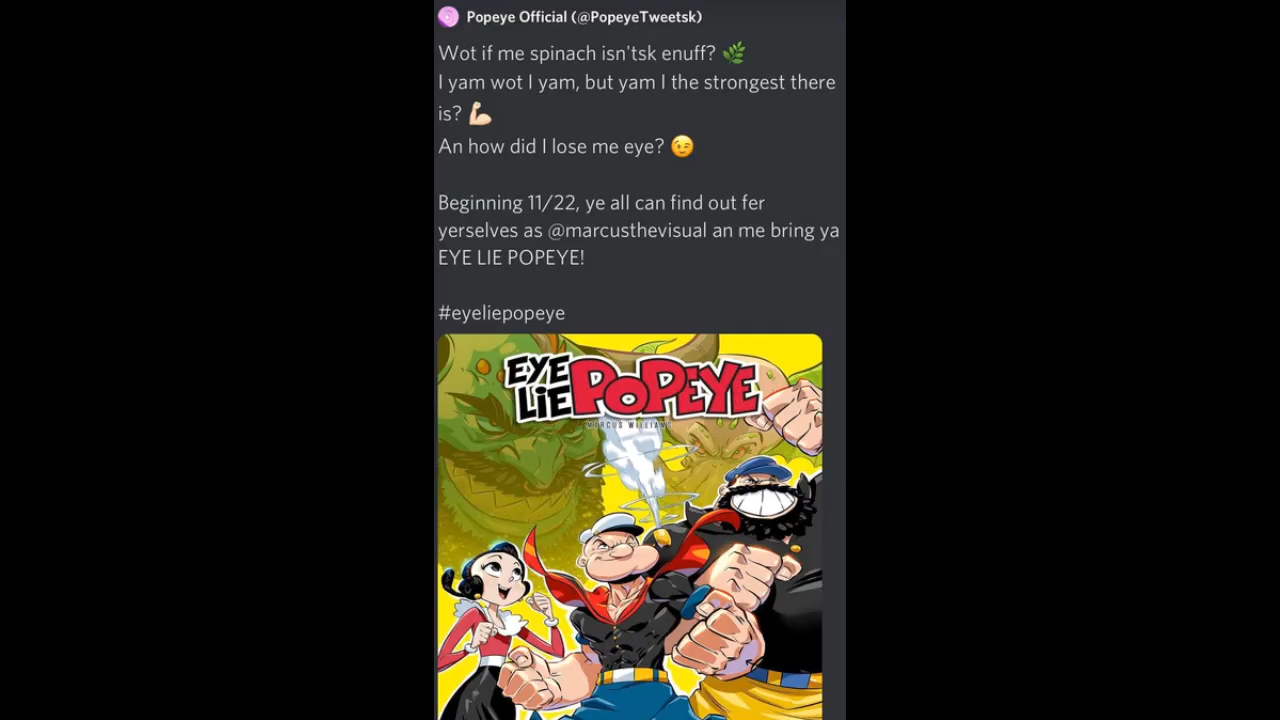 Popeye Official (@PopeyeTweetsk)
Wot if me spinach isn'tsk enuff? 🌿
I yam wot I yam, but yam I the strongest there
is? 💪🏻
An how did I lose me eye? 😉
Beginning 11/22, ye all can find out fer
yerselves as @marcusthevisual an me bring ya
EYE LIE POPEYE!
#eyeliepopeye
EYE
LIE POPEYE
MARCUS WILLIAMS